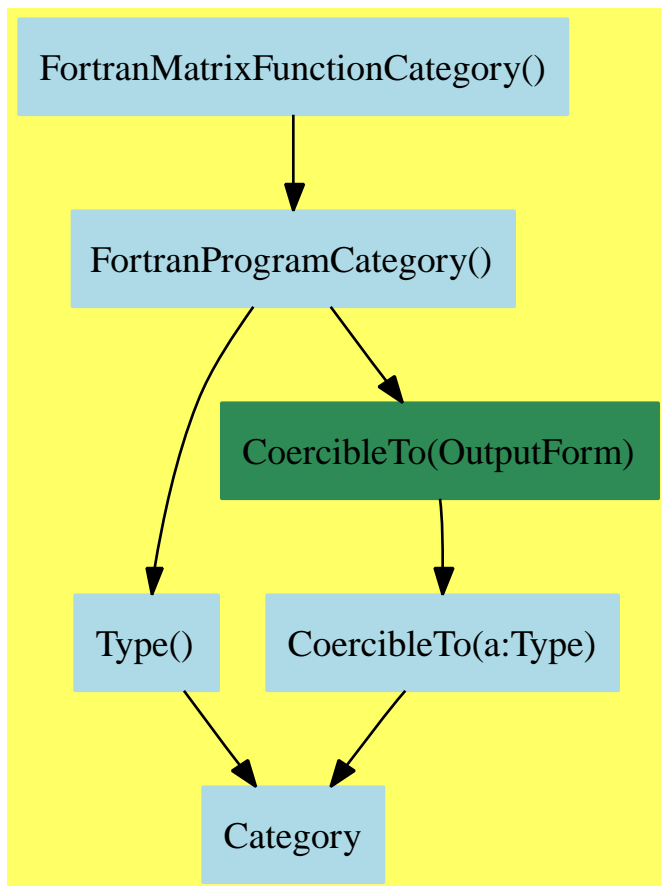 FortranMatrixFunctionCategory()
FortranProgramCategory()
CoercibleTo(OutputForm)
Type()
CoercibleTo(a:Type)
Category